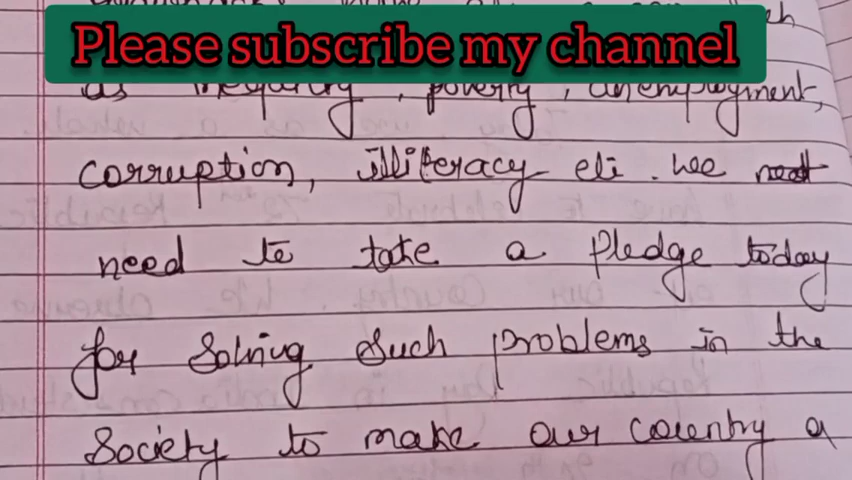 Please subscribe my channel
as inequality, poverty, unemployment,
corruption, illiteracy etc. we
need to take a Pledge today
for Solving Such problems in the
Society to make our country a